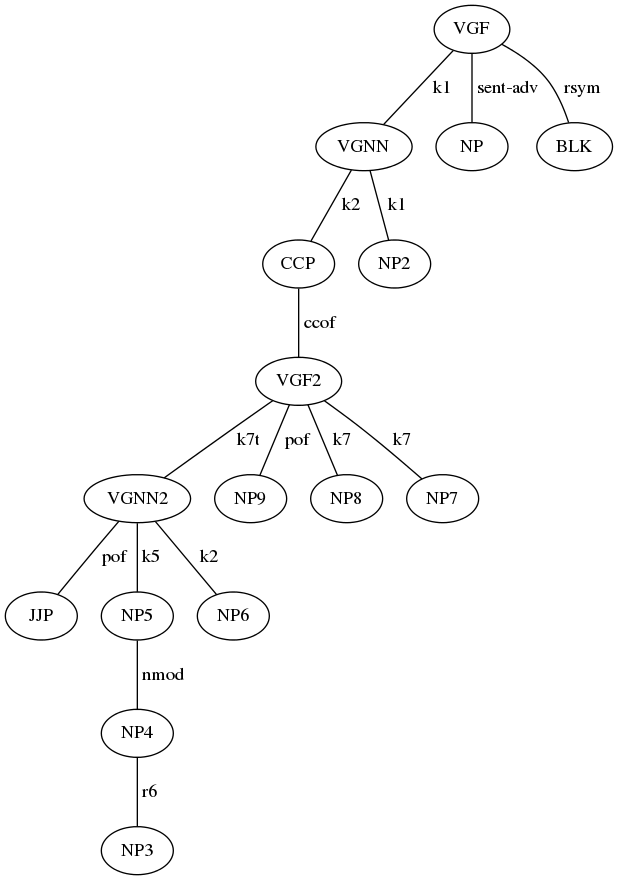 VGF
k1 sent-adv rsym
VGNN NP BLK
k2 k1
CCP NP2
ccof
VGF2
k7t pof k7 k7
VGNN2 NP9 NP8 NP7
pof k5 k2
JJP NP5 NP6
nmod
NP4
r6
NP3